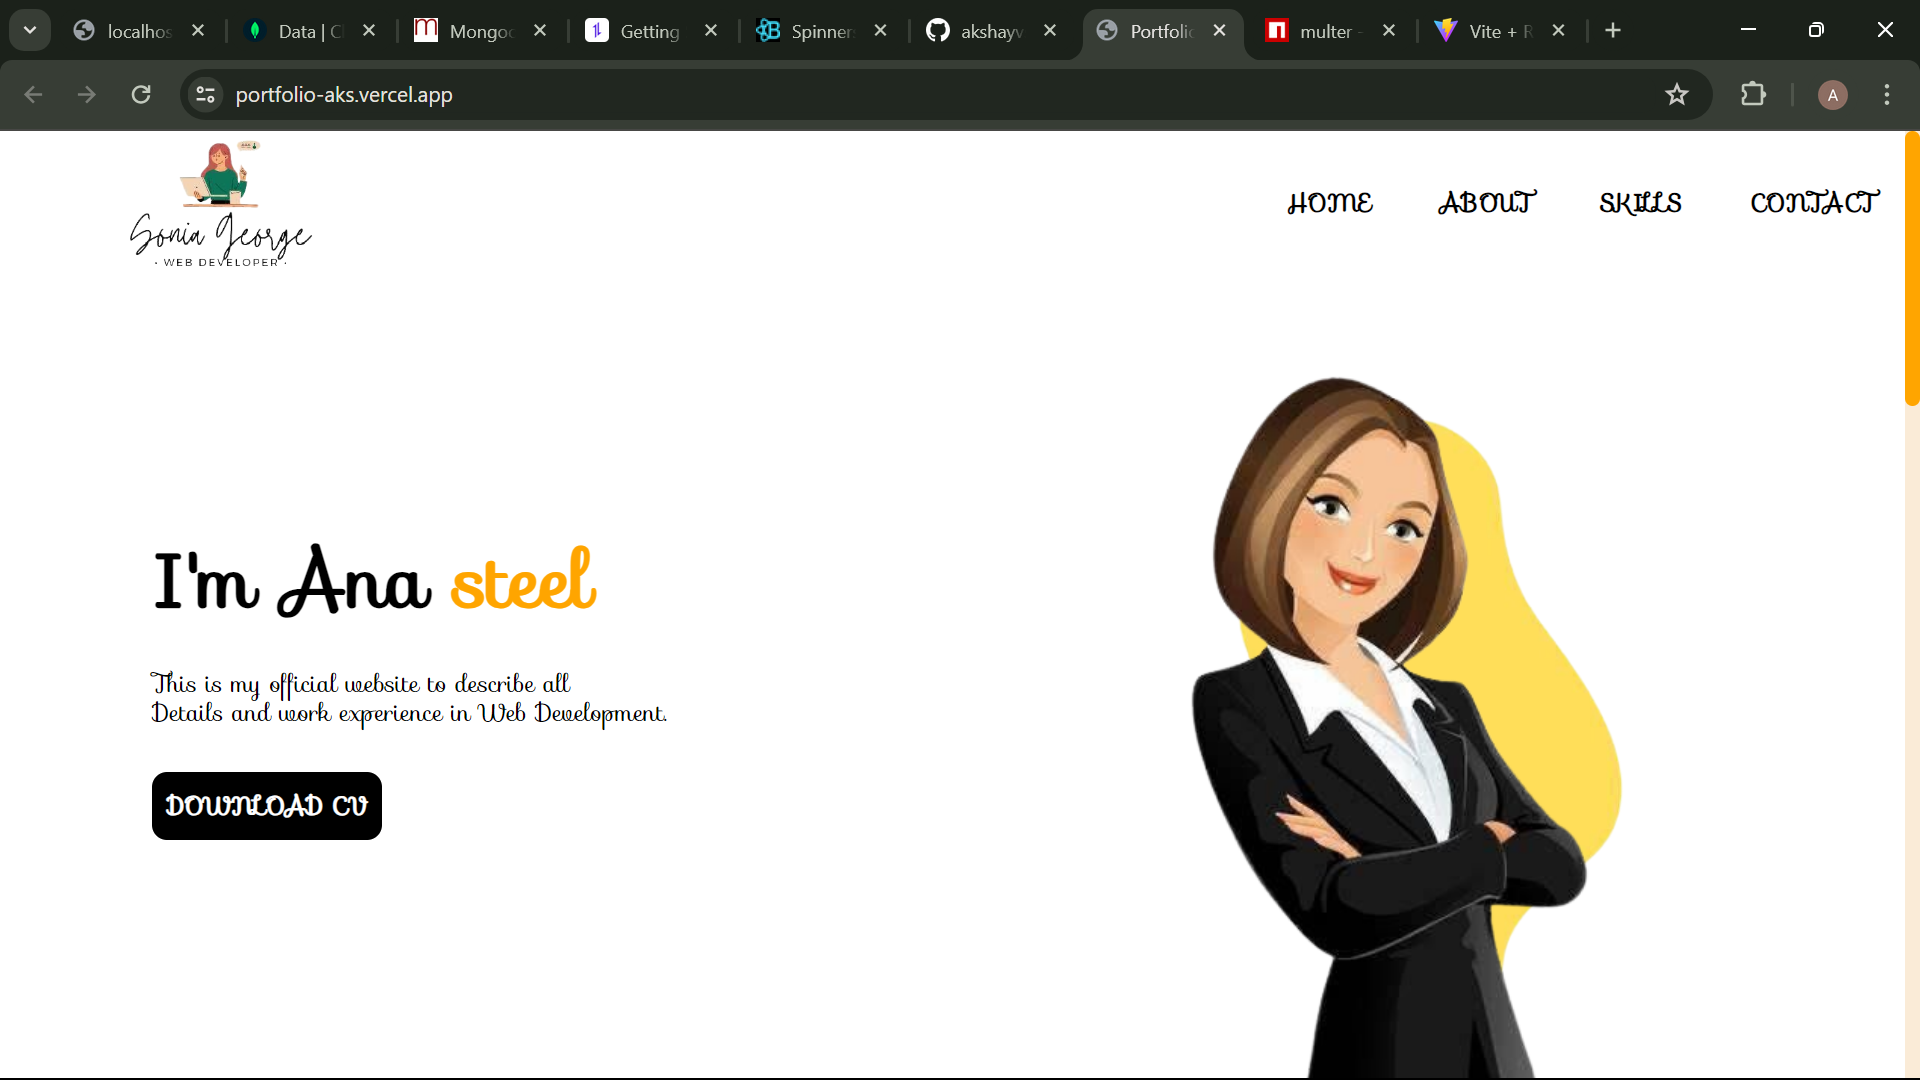 localhos
Data | Cl
Mongoo
Getting
Spinner
akshayv
Portfolio
multer -
Vite + R
portfolio-aks.vercel.app
A
Sonia George
· WEB DEVELOPER ·
HOME
ABOUT
SKILLS
CONTACT
I'm Ana steel
This is my official website to describe all
Details and work experience in Web Development.
DOWNLOAD CV